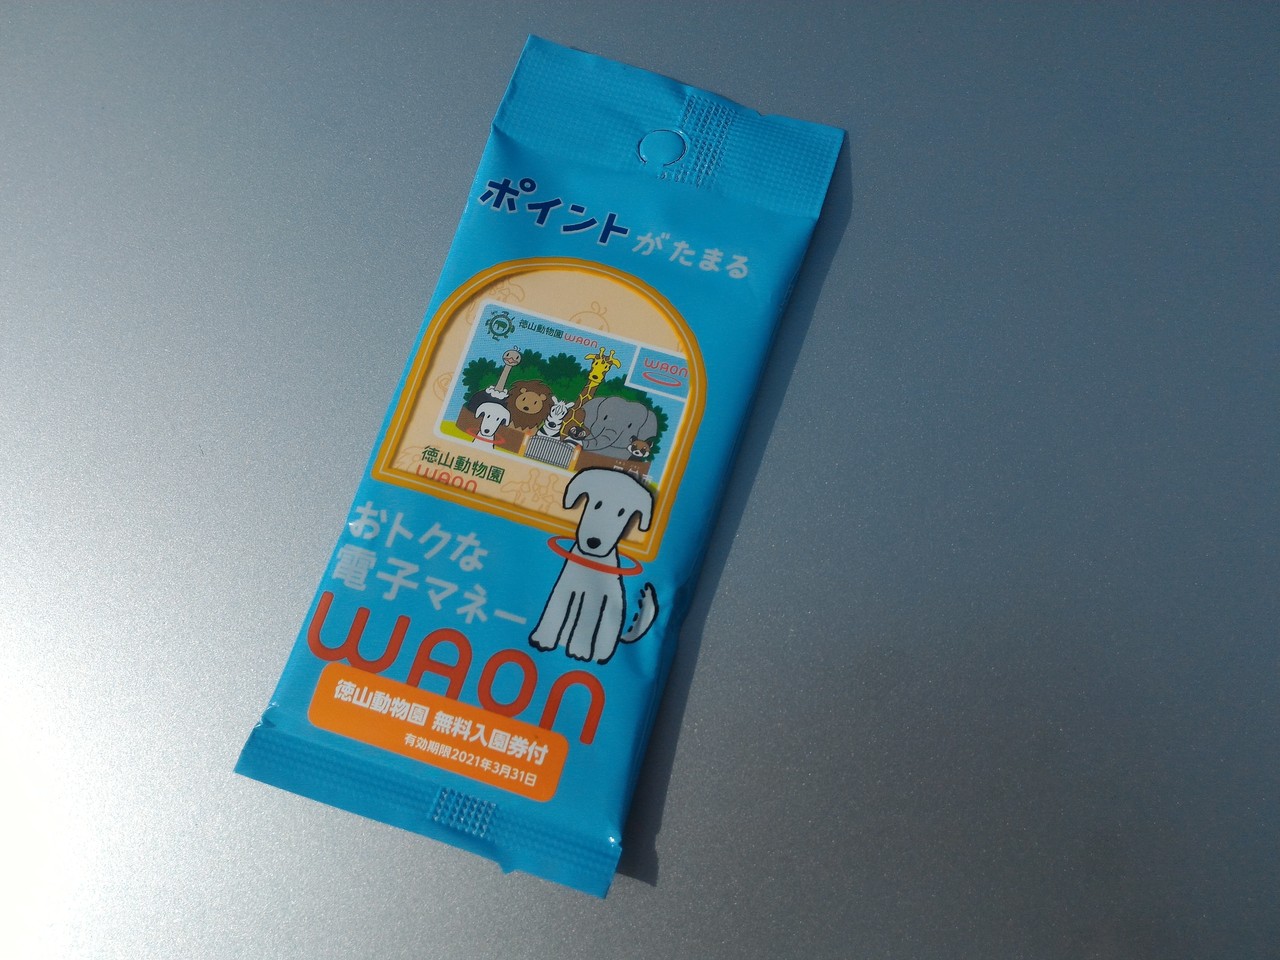 ポイントがたまる
徳山動物園 WAON
WAON
徳山動物園
WAON
おトクな
電子マネー
WAON
徳山動物園 無料入園券付
有効期限2021年3月31日